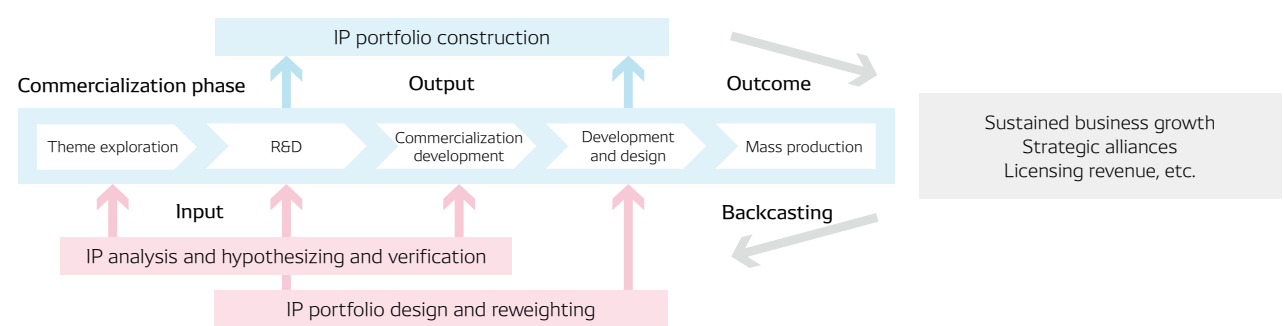 IP portfolio construction
Commercialization phase
Output
Outcome
Theme exploration
R&D
Commercialization
development
Development
and design
Mass production
Sustained business growth
Strategic alliances
Licensing revenue, etc.
Input
Backcasting
IP analysis and hypothesizing and verification
IP portfolio design and reweighting